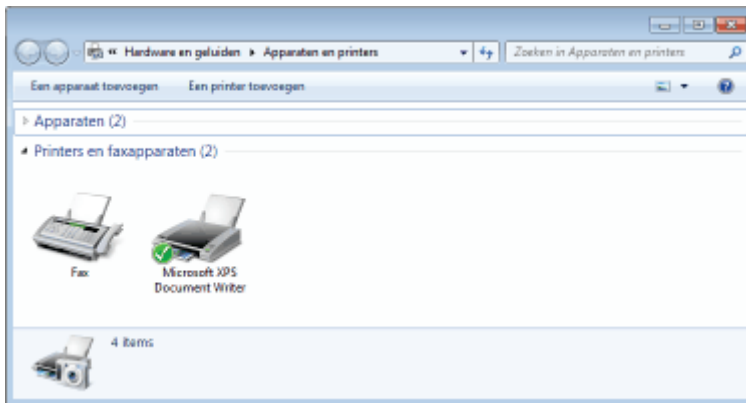 « Hardware en geluiden ▸ Apparaten en printers
Zoeken in Apparaten en printers
Een apparaat toevoegen Een printer toevoegen
Apparaten (2)
Printers en faxapparaten (2)
Fax
Microsoft XPS
Document Writer
4 items